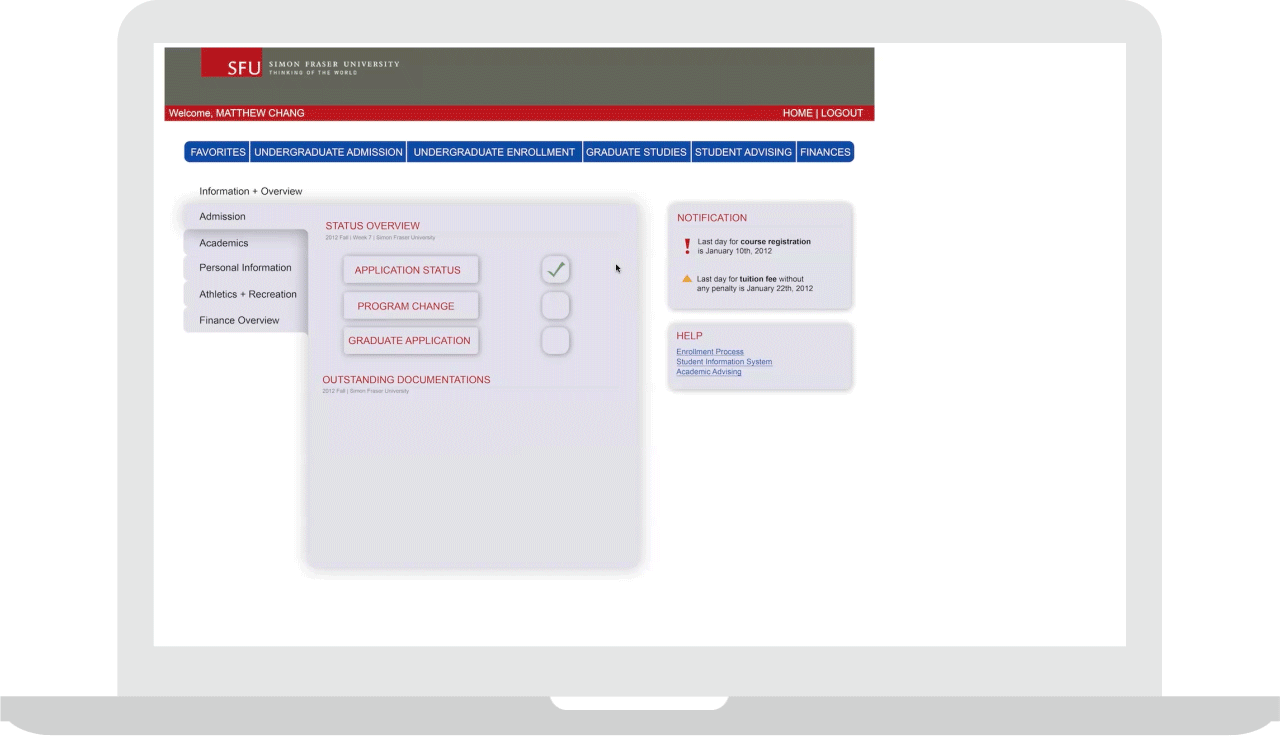 SFU SIMON FRASER UNIVERSITY
THINKING OF THE WORLD
Welcome, MATTHEW CHANG
HOME | LOGOUT
FAVORITES UNDERGRADUATE ADMISSION UNDERGRADUATE ENROLLMENT GRADUATE STUDIES STUDENT ADVISING FINANCES
Information + Overview
Admission
Academics
Personal Information
Athletics + Recreation
Finance Overview
STATUS OVERVIEW
2012 Fall | Week 7 | Simon Fraser University
APPLICATION STATUS
PROGRAM CHANGE
GRADUATE APPLICATION
OUTSTANDING DOCUMENTATIONS
2012 Fall | Simon Fraser University
NOTIFICATION
Last day for course registration
is January 10th, 2012
Last day for tuition fee without
any penalty is January 22th, 2012
HELP
Enrollment Process
Student Information System
Academic Advising